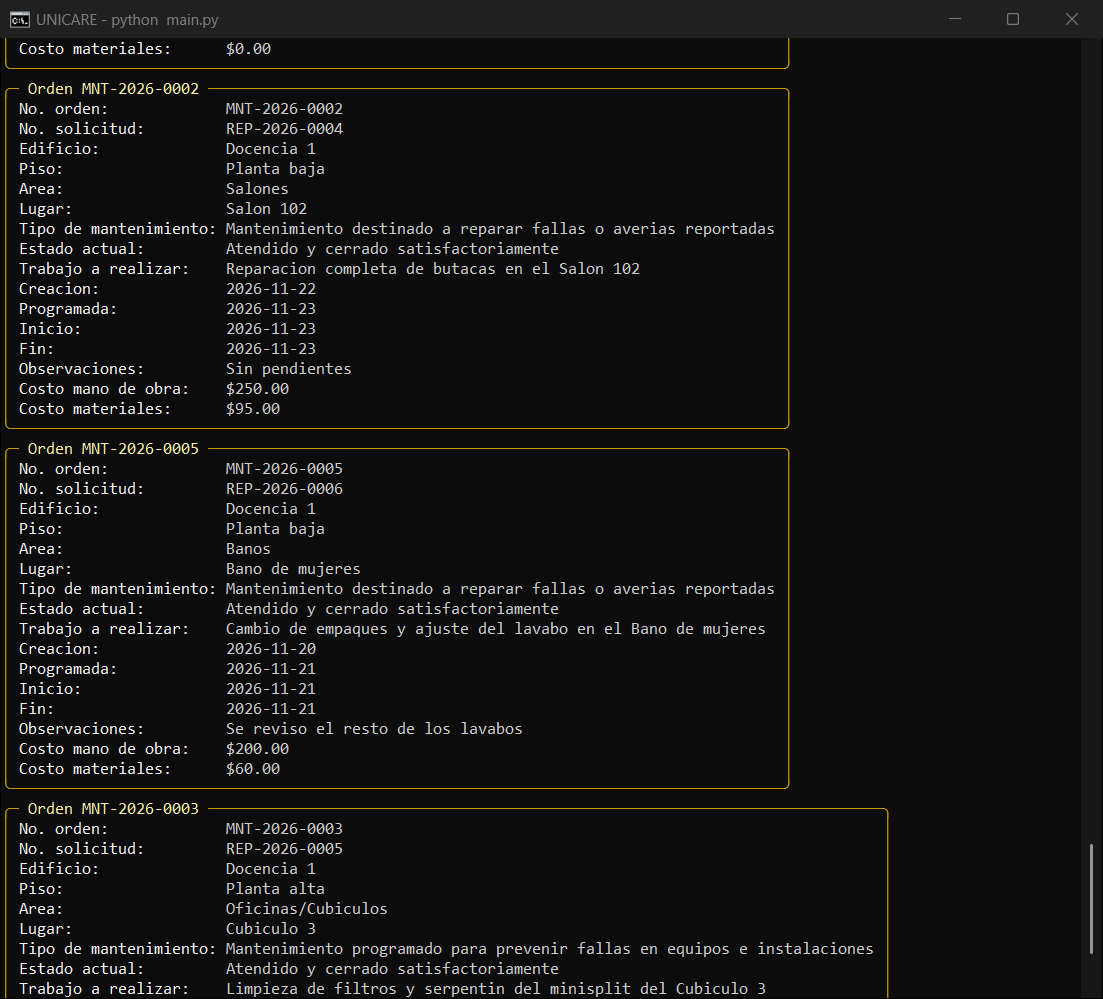 UNICARE - python  main.py
Costo materiales: $0.00
Orden MNT-2026-0002
No. orden: MNT-2026-0002
No. solicitud: REP-2026-0004
Edificio: Docencia 1
Piso: Planta baja
Area: Salones
Lugar: Salon 102
Tipo de mantenimiento: Mantenimiento destinado a reparar fallas o averias reportadas
Estado actual: Atendido y cerrado satisfactoriamente
Trabajo a realizar: Reparacion completa de butacas en el Salon 102
Creacion: 2026-11-22
Programada: 2026-11-23
Inicio: 2026-11-23
Fin: 2026-11-23
Observaciones: Sin pendientes
Costo mano de obra: $250.00
Costo materiales: $95.00
Orden MNT-2026-0005
No. orden: MNT-2026-0005
No. solicitud: REP-2026-0006
Edificio: Docencia 1
Piso: Planta baja
Area: Banos
Lugar: Bano de mujeres
Tipo de mantenimiento: Mantenimiento destinado a reparar fallas o averias reportadas
Estado actual: Atendido y cerrado satisfactoriamente
Trabajo a realizar: Cambio de empaques y ajuste del lavabo en el Bano de mujeres
Creacion: 2026-11-20
Programada: 2026-11-21
Inicio: 2026-11-21
Fin: 2026-11-21
Observaciones: Se reviso el resto de los lavabos
Costo mano de obra: $200.00
Costo materiales: $60.00
Orden MNT-2026-0003
No. orden: MNT-2026-0003
No. solicitud: REP-2026-0005
Edificio: Docencia 1
Piso: Planta alta
Area: Oficinas/Cubiculos
Lugar: Cubiculo 3
Tipo de mantenimiento: Mantenimiento programado para prevenir fallas en equipos e instalaciones
Estado actual: Atendido y cerrado satisfactoriamente
Trabajo a realizar: Limpieza de filtros y serpentin del minisplit del Cubiculo 3